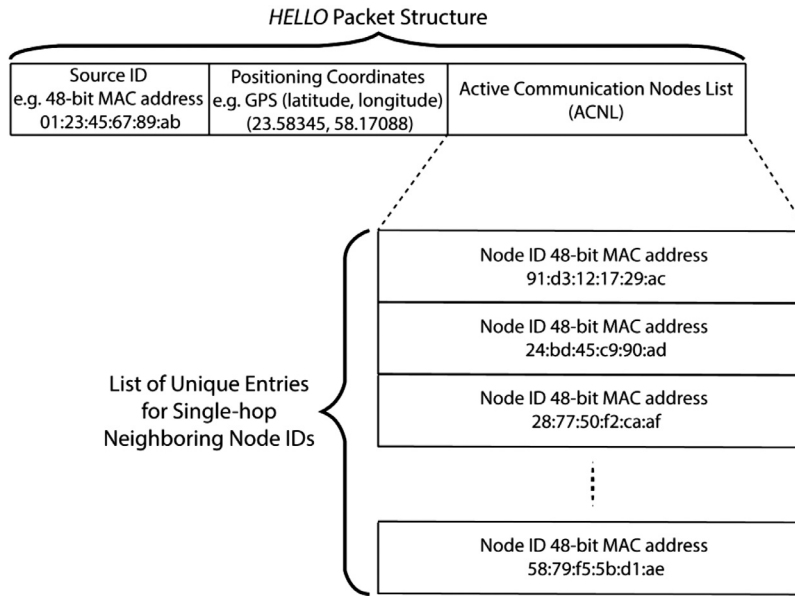 HELLO Packet Structure
Source ID
e.g. 48-bit MAC address
01:23:45:67:89:ab
Positioning Coordinates
e.g. GPS (latitude, longitude)
(23.58345, 58.17088)
Active Communication Nodes List
(ACNL)
Node ID 48-bit MAC address
91:d3:12:17:29:ac
Node ID 48-bit MAC address
24:bd:45:c9:90:ad
Node ID 48-bit MAC address
28:77:50:f2:ca:af
List of Unique Entries
for Single-hop
Neighboring Node IDs
Node ID 48-bit MAC address
58:79:f5:5b:d1:ae